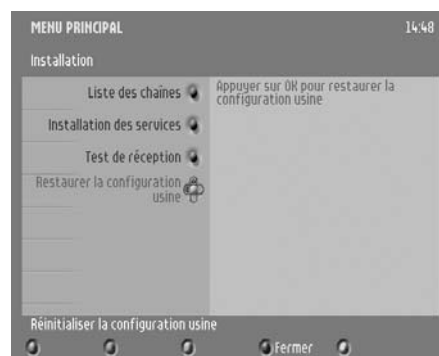 MENU PRINCIPAL
14:48
Installation
Liste des chaînes
Installation des services
Test de réception
Restaurer la configuration
usine
Appuyer sur OK pour restaurer la
configuration usine
Réinitialiser la configuration usine
Fermer